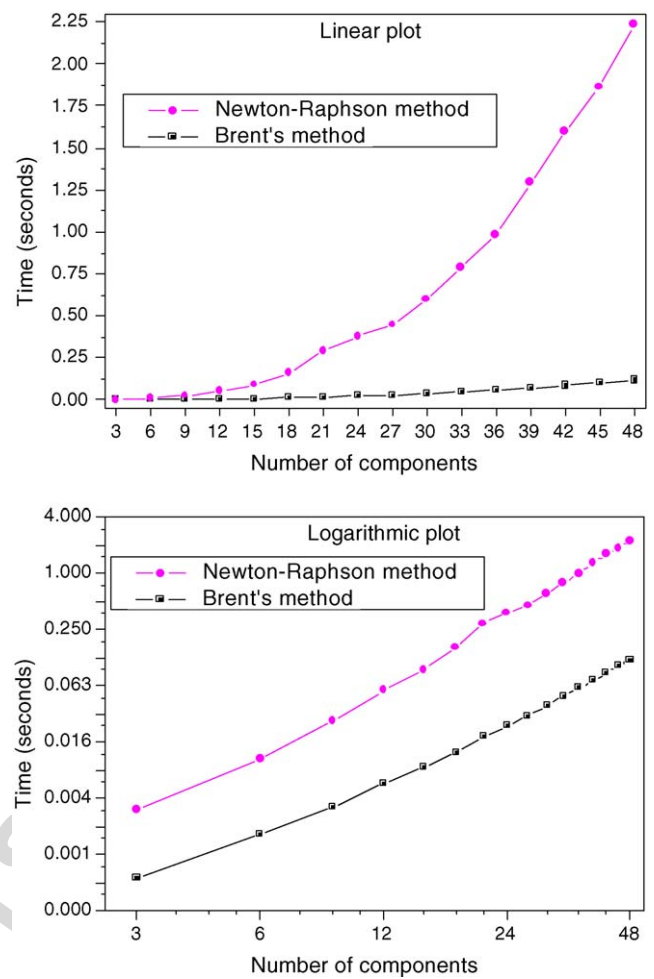 Linear plot
2.25
2.00
1.75
1.50
1.25
1.00
0.75
0.50
0.25
0.00
Time (seconds)
Newton-Raphson method
Brent's method
3 6 9 12 15 18 21 24 27 30 33 36 39 42 45 48
Number of components
Logarithmic plot
4.000
1.000
0.250
0.063
0.016
0.004
0.001
0.000
Time (seconds)
Newton-Raphson method
Brent's method
3 6 12 24 48
Number of components